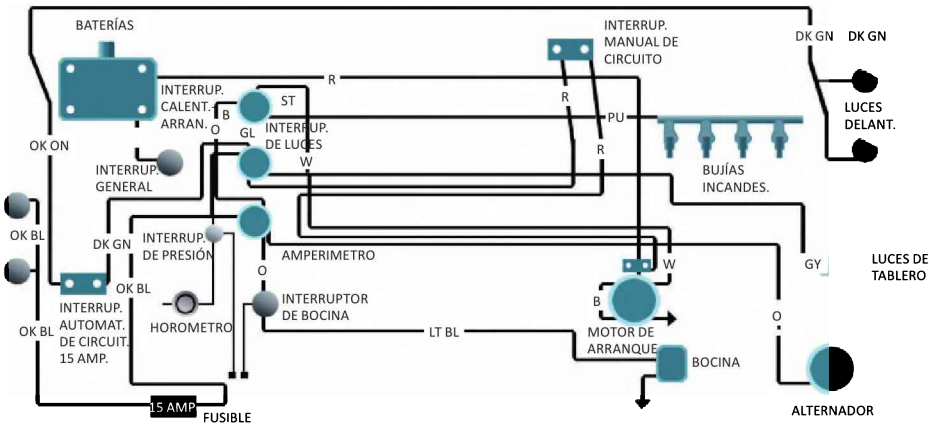 BATERÍAS
INTERRUP.
MANUAL DE
CIRCUITO
DK GN
DK GN
R
INTERRUP.
CALENT.-
ARRAN.
B
O
ST
GL
INTERRUP.
DE LUCES
R
R
PU
LUCES
DELANT.
OK ON
W
INTERRUP.
GENERAL
BUJÍAS
INCANDES.
OK BL
DK GN
INTERRUP.
DE PRESIÓN
AMPERIMETRO
W
GY
LUCES DE
TABLERO
O
OK BL
INTERRUP.
AUTOMAT.
DE CIRCUIT.
15 AMP.
HOROMETRO
INTERRUPTOR
DE BOCINA
B
O
OK BL
LT BL
MOTOR DE
ARRANQUE
BOCINA
15 AMP
FUSIBLE
ALTERNADOR